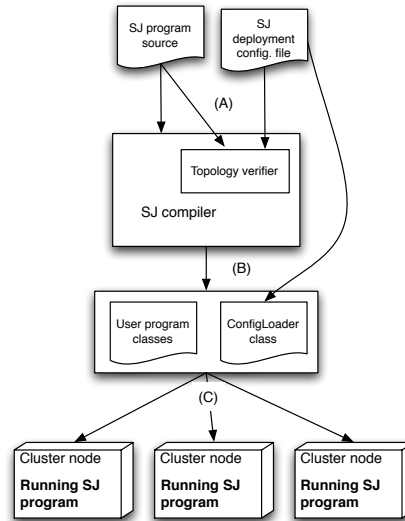 SJ program
source
SJ
deployment
config. file
(A)
Topology verifier
SJ compiler
(B)
User program
classes
ConfigLoader
class
(C)
Cluster node
Running SJ
program
Cluster node
Running SJ
program
Cluster node
Running SJ
program